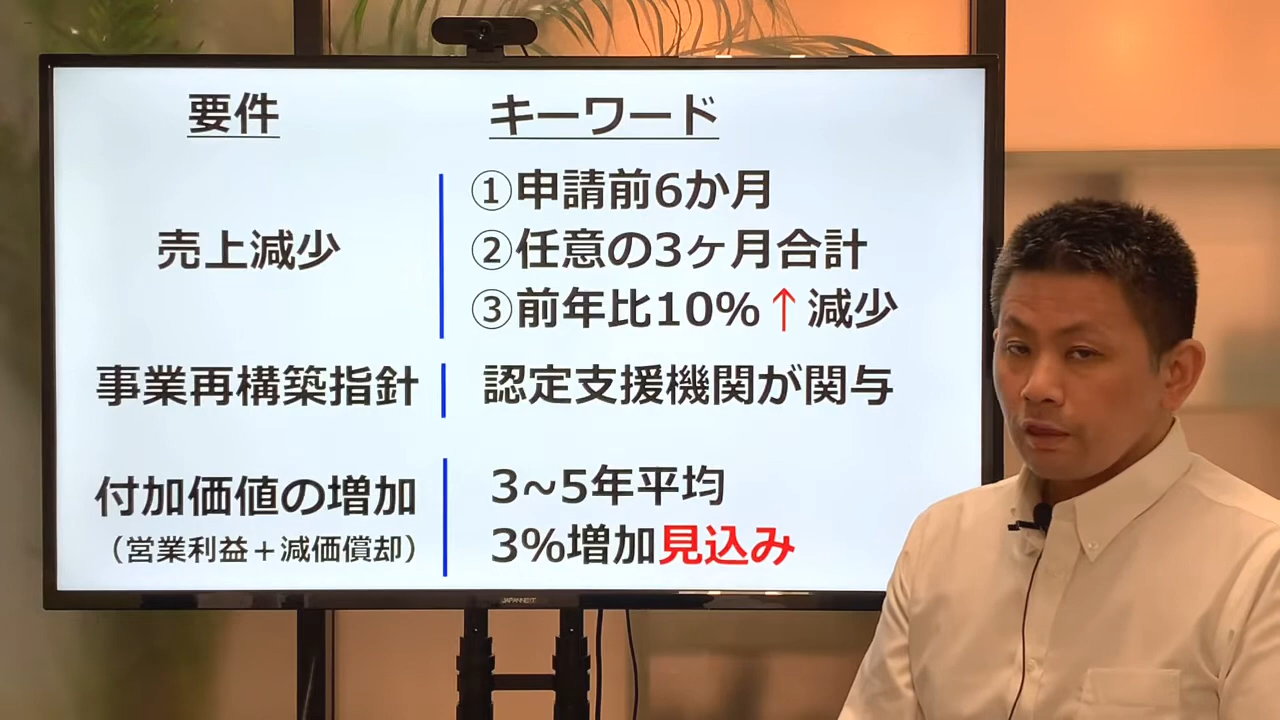 要件
キーワード
売上減少
①申請前6か月
②任意の3ヶ月合計
③前年比10%↑減少
事業再構築指針
認定支援機関が関与
付加価値の増加
（営業利益＋減価償却）
3~5年平均
3%増加見込み
JAPANNEXT